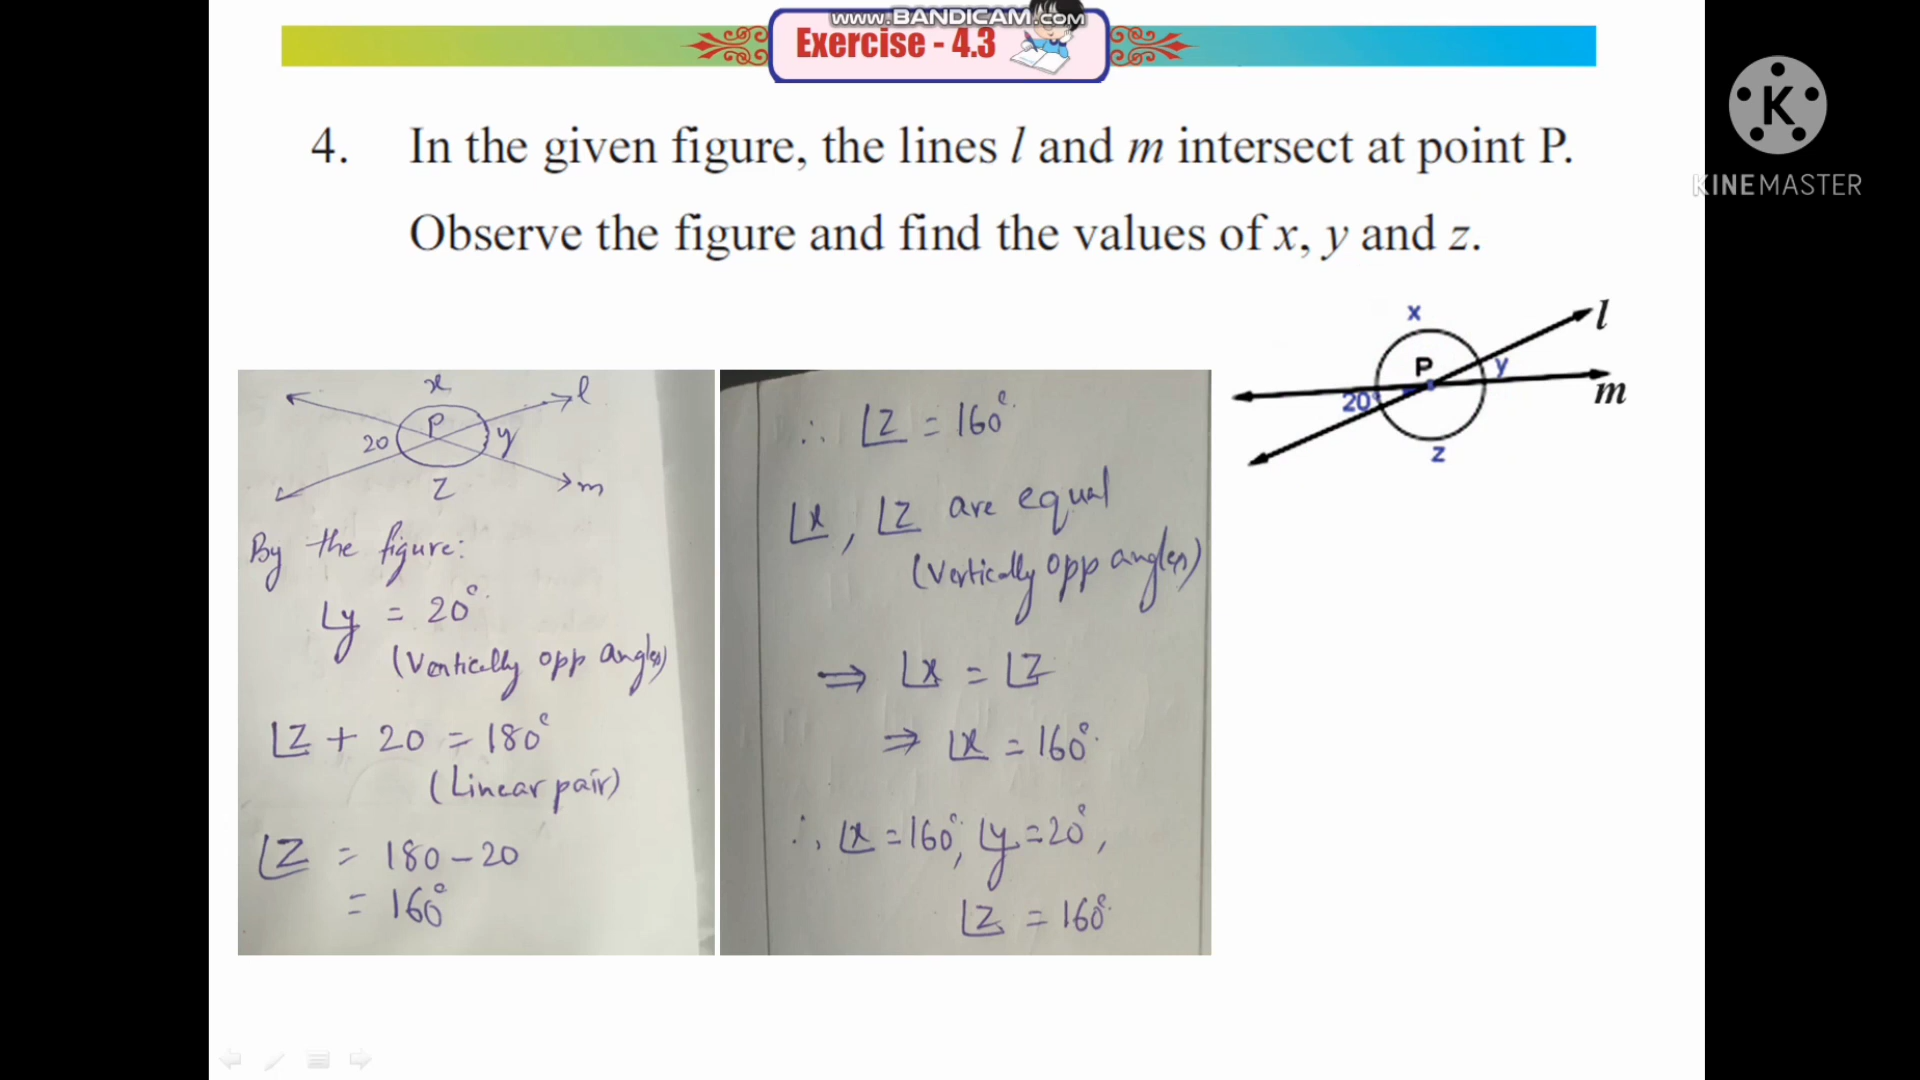 www.BANDICAM.com
Exercise - 4.3
K
KINEMASTER
4. In the given figure, the lines l and m intersect at point P.
Observe the figure and find the values of x, y and z.
x
l
P
y
20°
m
z
x
l
P
20
y
z
m
By the figure:
∠y = 20°.
(Vertically opp angles)
∠z + 20 = 180°
(Linear pair)
∠z = 180 - 20
= 160°
∴ ∠z = 160°.
∠x, ∠z are equal
(Vertically opp angles)
⇒ ∠x = ∠z
⇒ ∠x = 160°.
∴ ∠x = 160°, ∠y = 20°,
∠z = 160°.